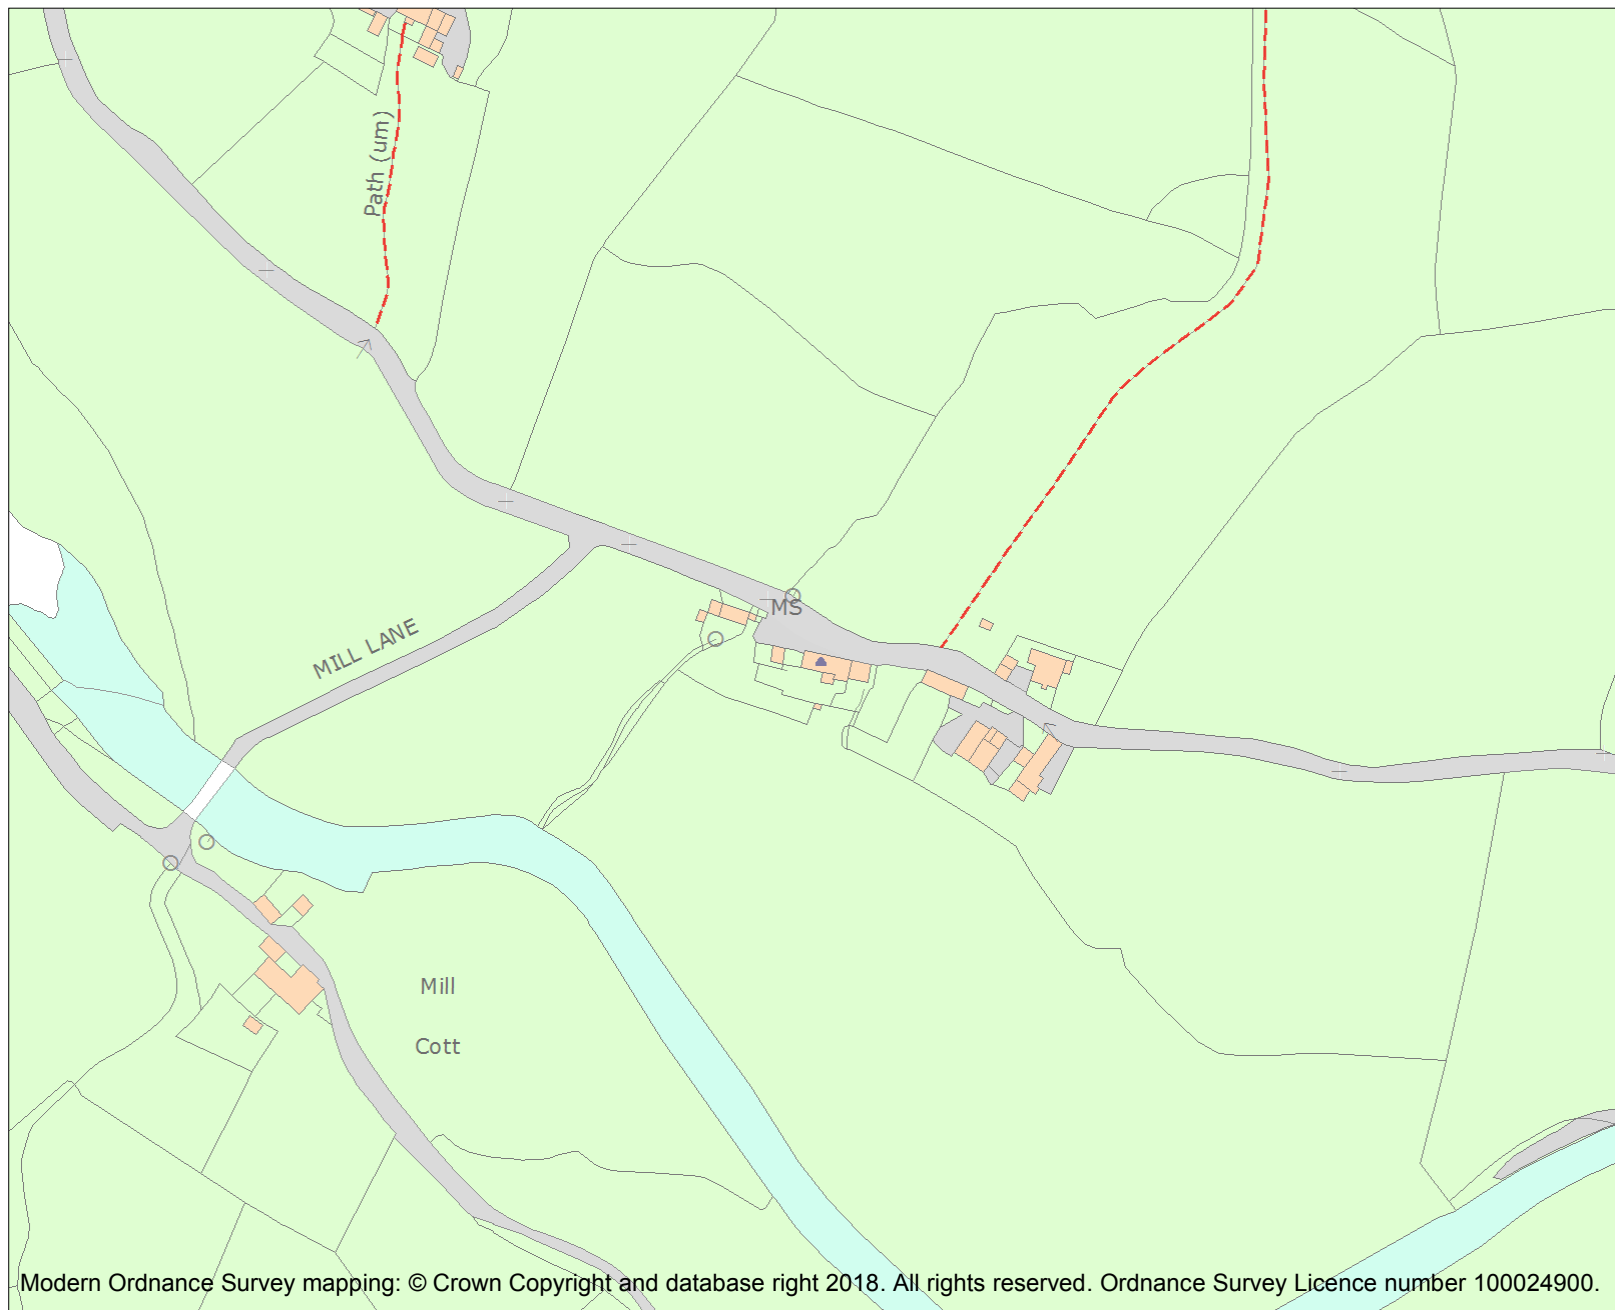 Path (um)
MS
MILL LANE
Mill
Cott
Modern Ordnance Survey mapping: © Crown Copyright and database right 2018. All rights reserved. Ordnance Survey Licence number 100024900.